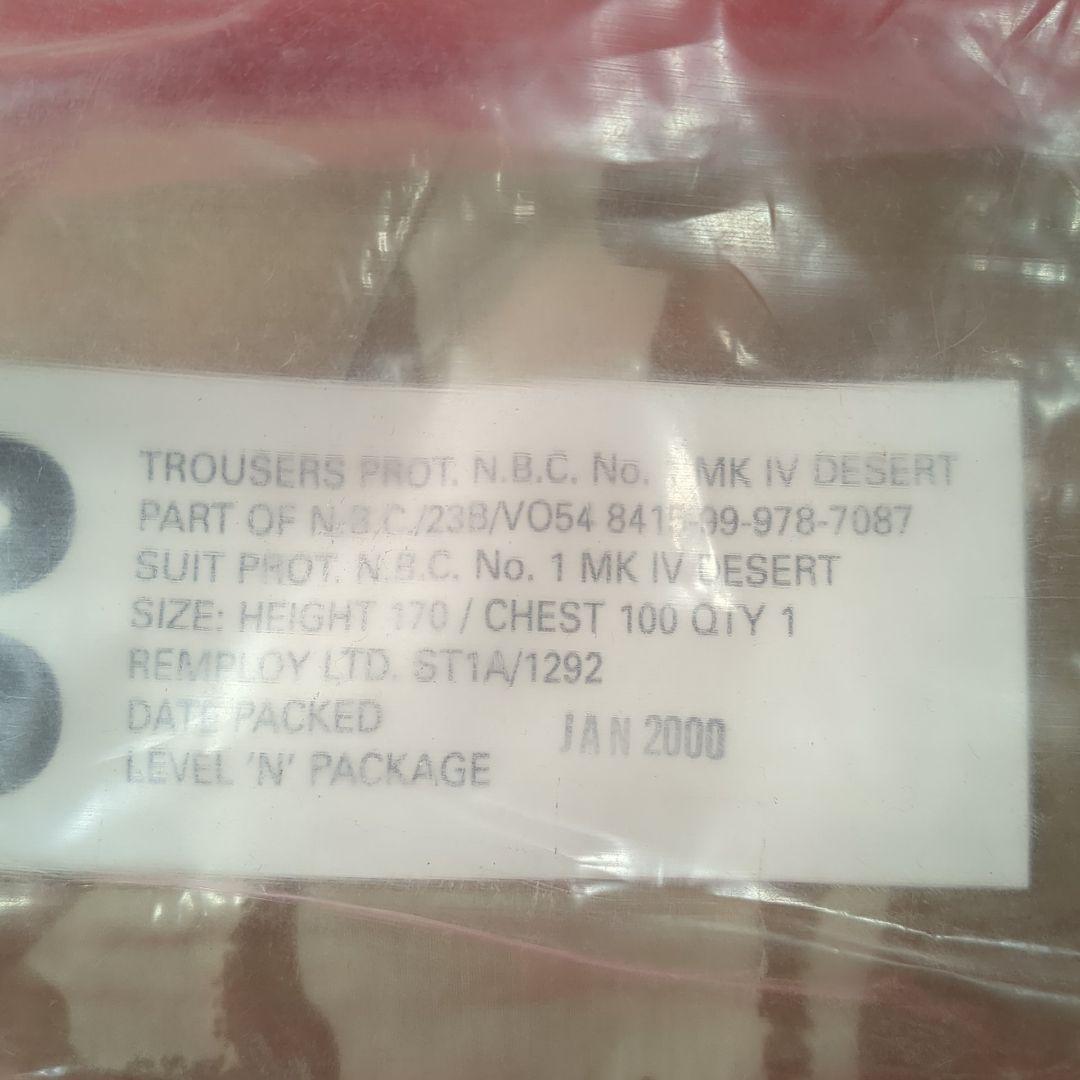 TROUSERS PROT. N.B.C. No. 1 MK IV DESERT
PART OF N.B.C./23B/VO54 8415-99-978-7087
SUIT PROT. N.B.C. No. 1 MK IV DESERT
SIZE: HEIGHT 170 / CHEST 100 QTY 1
REMPLOY LTD. ST1A/1292
DATE PACKED JAN 2000
LEVEL 'N' PACKAGE